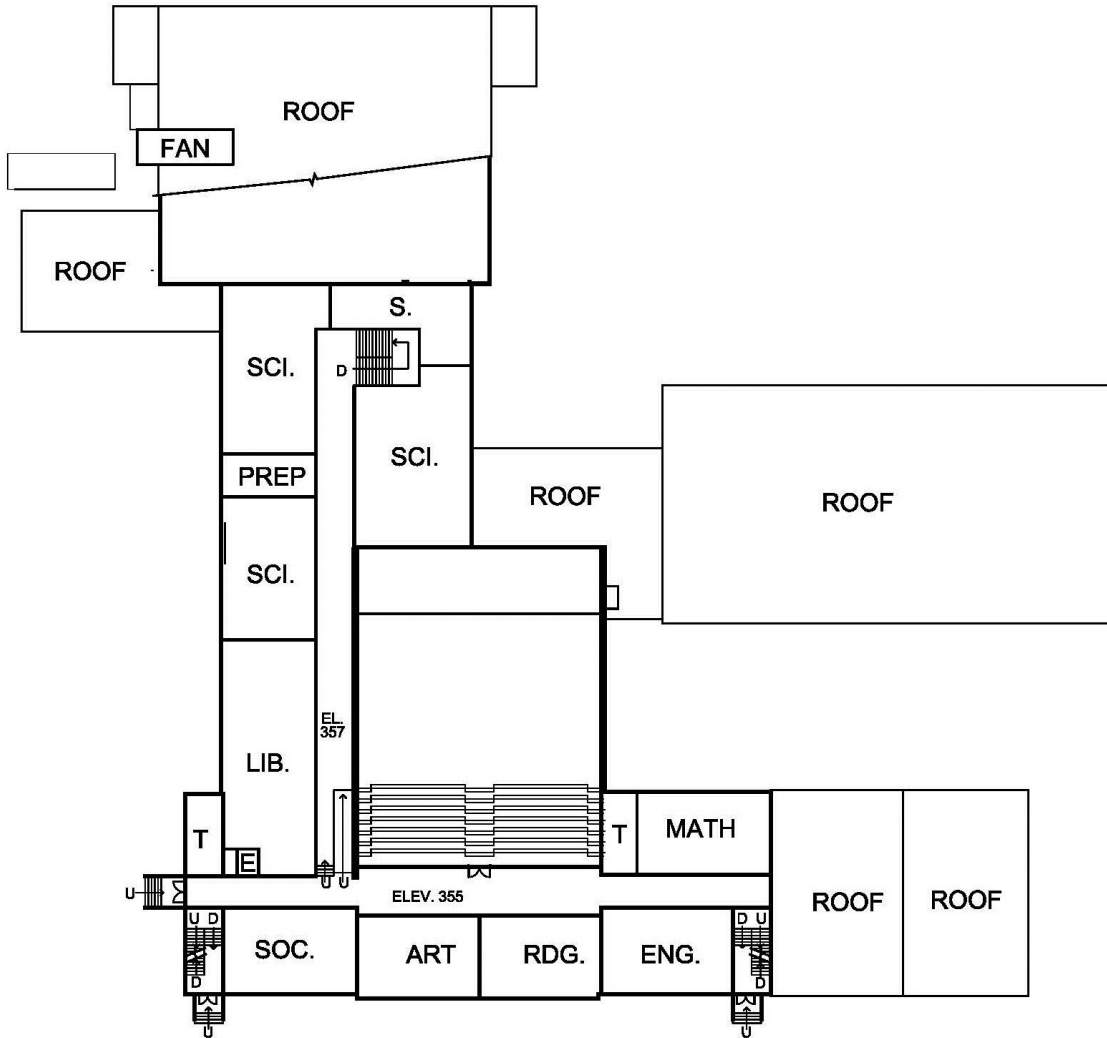 ROOF
FAN
ROOF
S.
SCI.
D
SCI.
PREP
ROOF
ROOF
SCI.
EL.
357
LIB.
T
T
MATH
E
U
U
U
ELEV. 355
ROOF
ROOF
U D
D U
SOC.
ART
RDG.
ENG.
D
D
U
U